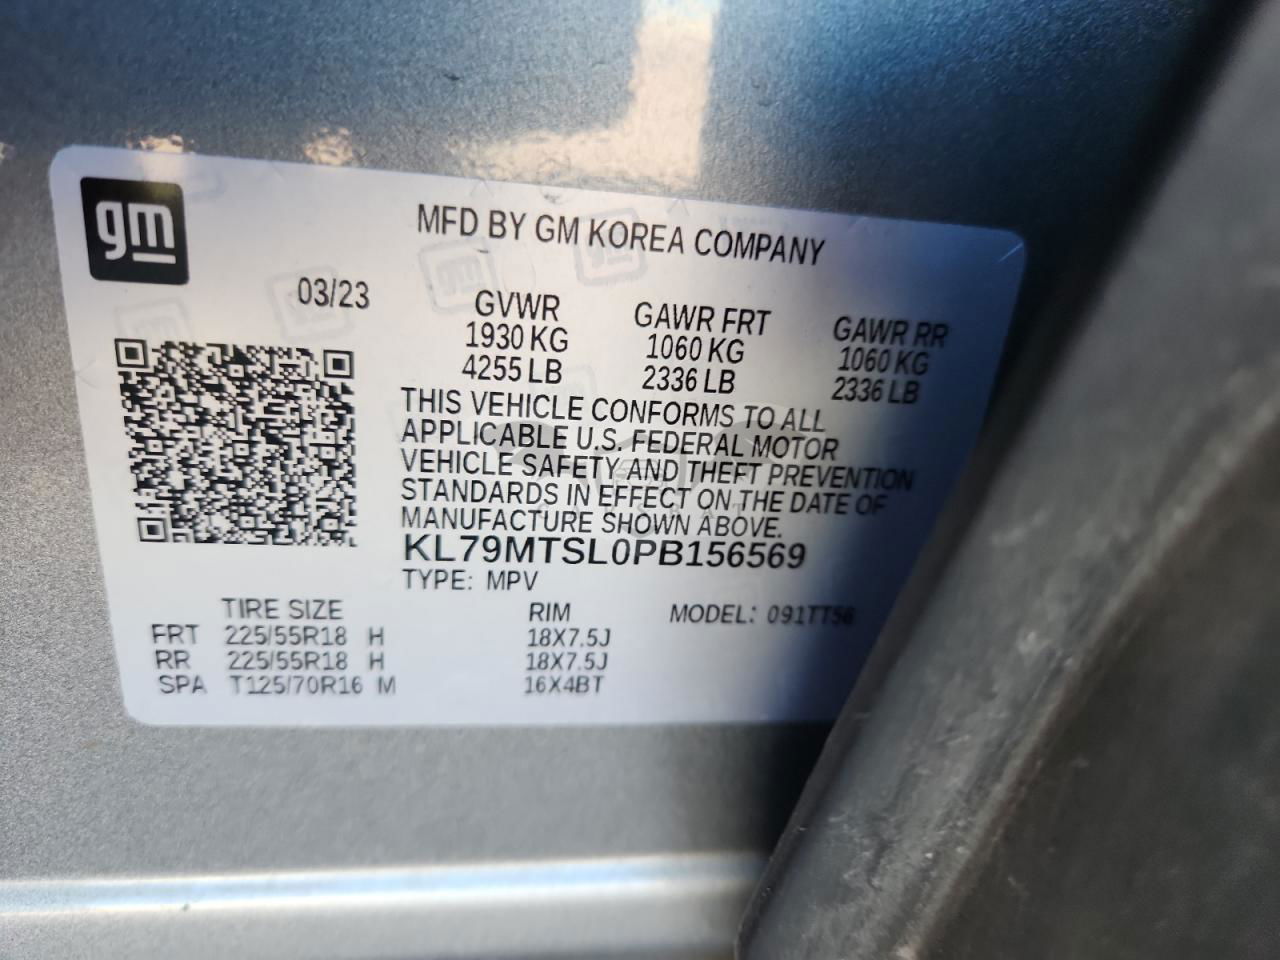 gm
MFD BY GM KOREA COMPANY
03/23
GVWR GAWR FRT GAWR RR
1930 KG 1060 KG 1060 KG
4255 LB 2336 LB 2336 LB
THIS VEHICLE CONFORMS TO ALL
APPLICABLE U.S. FEDERAL MOTOR
VEHICLE SAFETY AND THEFT PREVENTION
STANDARDS IN EFFECT ON THE DATE OF
MANUFACTURE SHOWN ABOVE.
KL79MTSL0PB156569
TYPE: MPV
TIRE SIZE RIM MODEL: 091TT56
FRT 225/55R18 H 18X7.5J
RR 225/55R18 H 18X7.5J
SPA T125/70R16 M 16X4BT